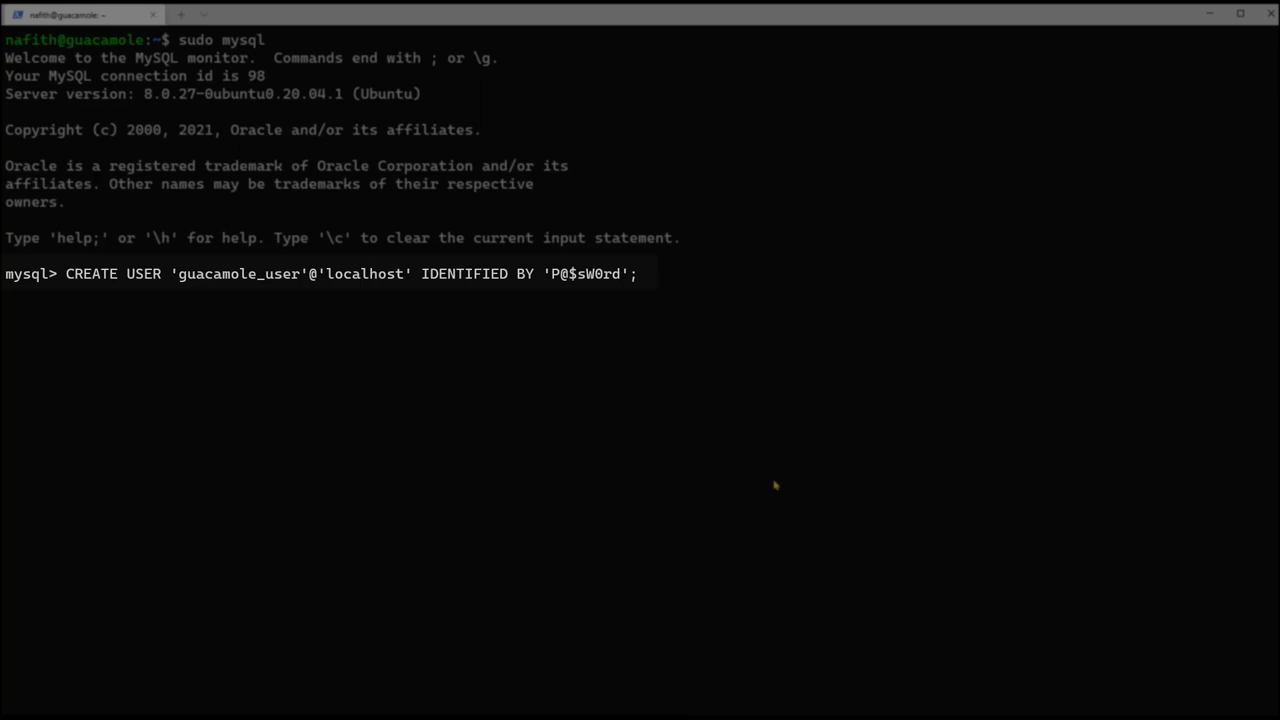 nafith@guacamole: ~
nafith@guacamole:~$ sudo mysql
Welcome to the MySQL monitor.  Commands end with ; or \g.
Your MySQL connection id is 98
Server version: 8.0.27-0ubuntu0.20.04.1 (Ubuntu)
Copyright (c) 2000, 2021, Oracle and/or its affiliates.
Oracle is a registered trademark of Oracle Corporation and/or its
affiliates. Other names may be trademarks of their respective
owners.
Type 'help;' or '\h' for help. Type '\c' to clear the current input statement.
mysql> CREATE USER 'guacamole_user'@'localhost' IDENTIFIED BY 'P@$sW0rd';